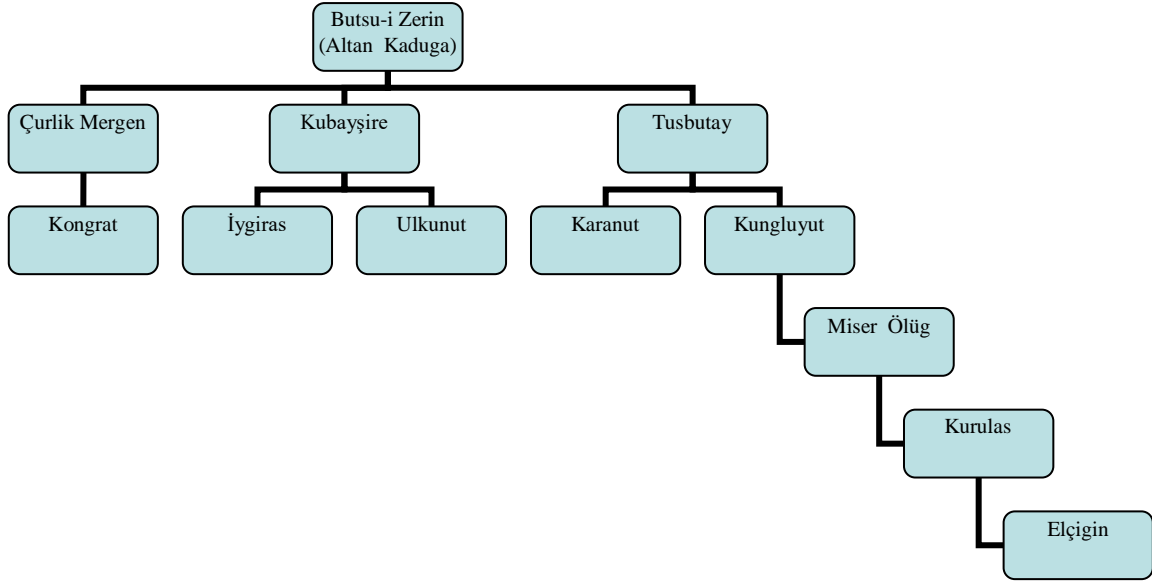 Butsu-i Zerin
(Altan Kaduga)
Çurlik Mergen
Kubayşire
Tusbutay
Kongrat
İygiras
Ulkunut
Karanut
Kungluyut
Miser Ölüg
Kurulas
Elçigin